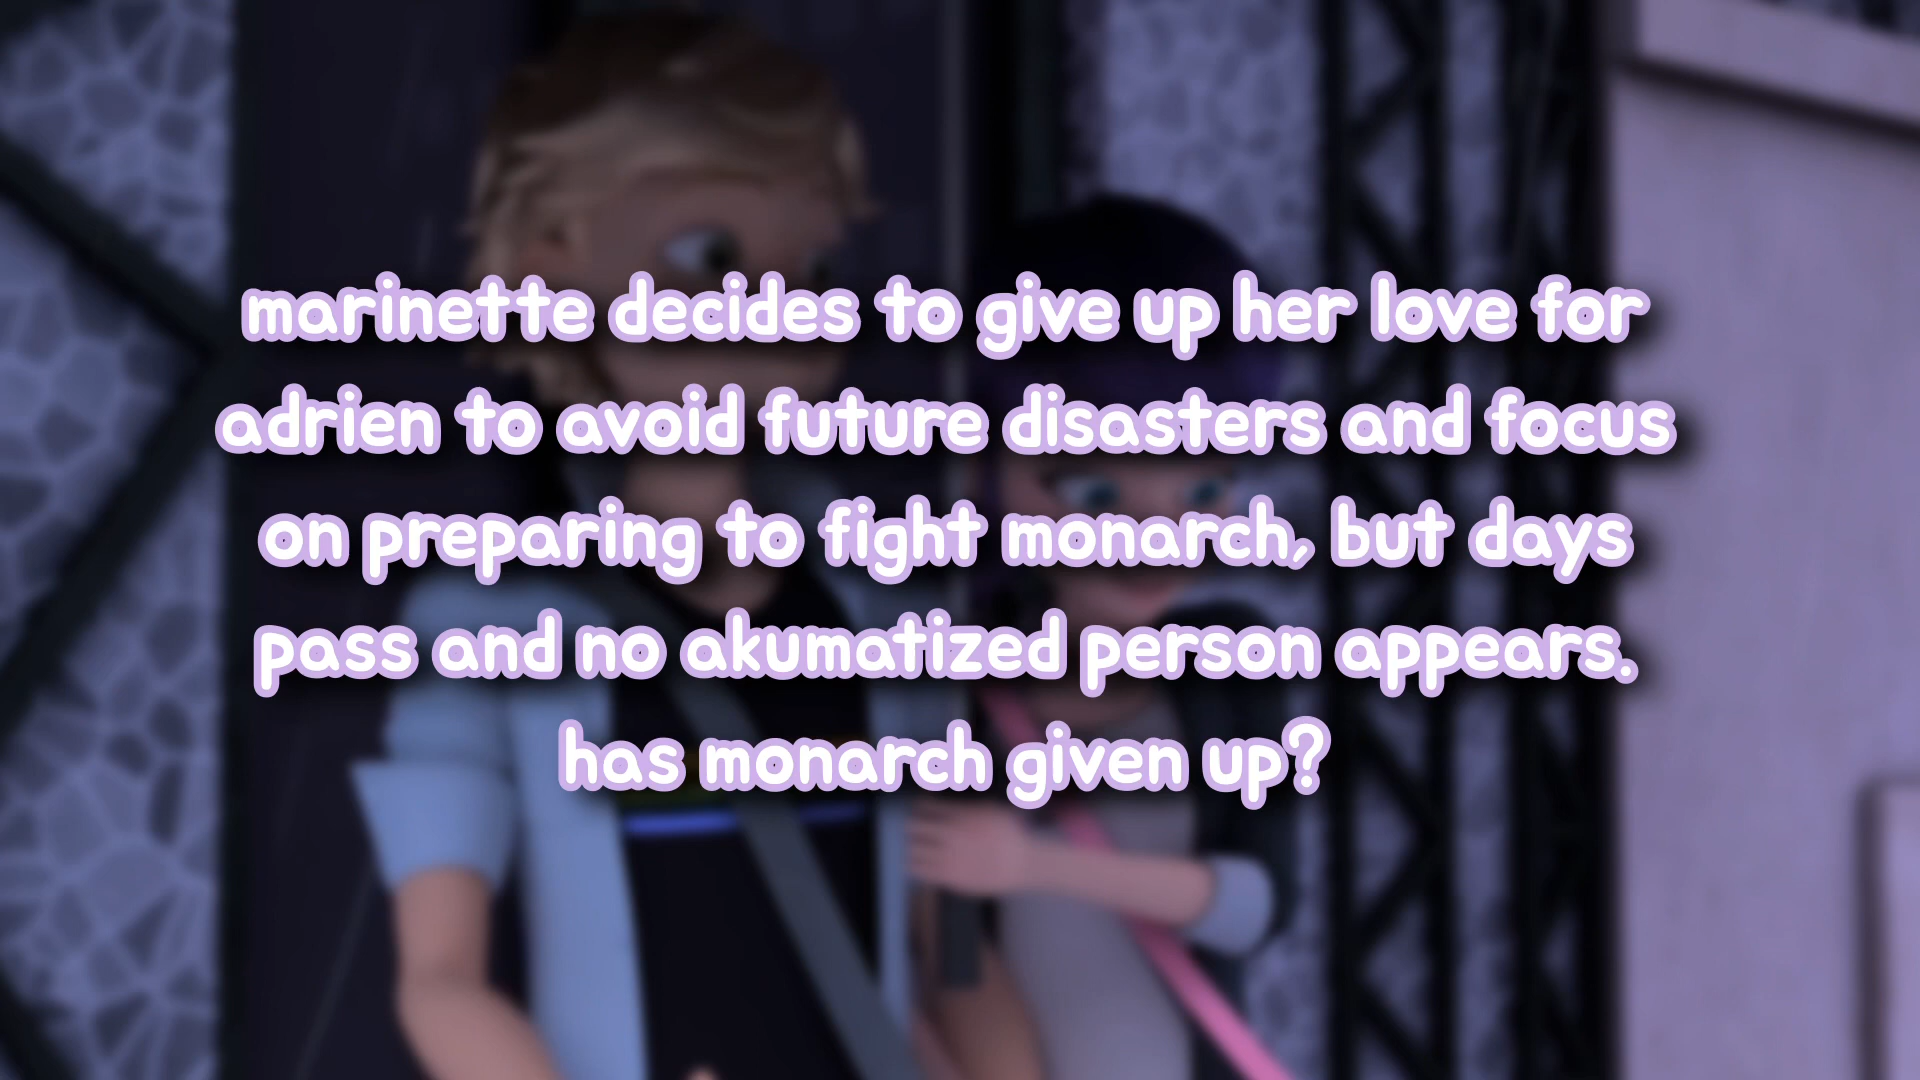 marinette decides to give up her love for
adrien to avoid future disasters and focus
on preparing to fight monarch, but days
pass and no akumatized person appears.
has monarch given up?